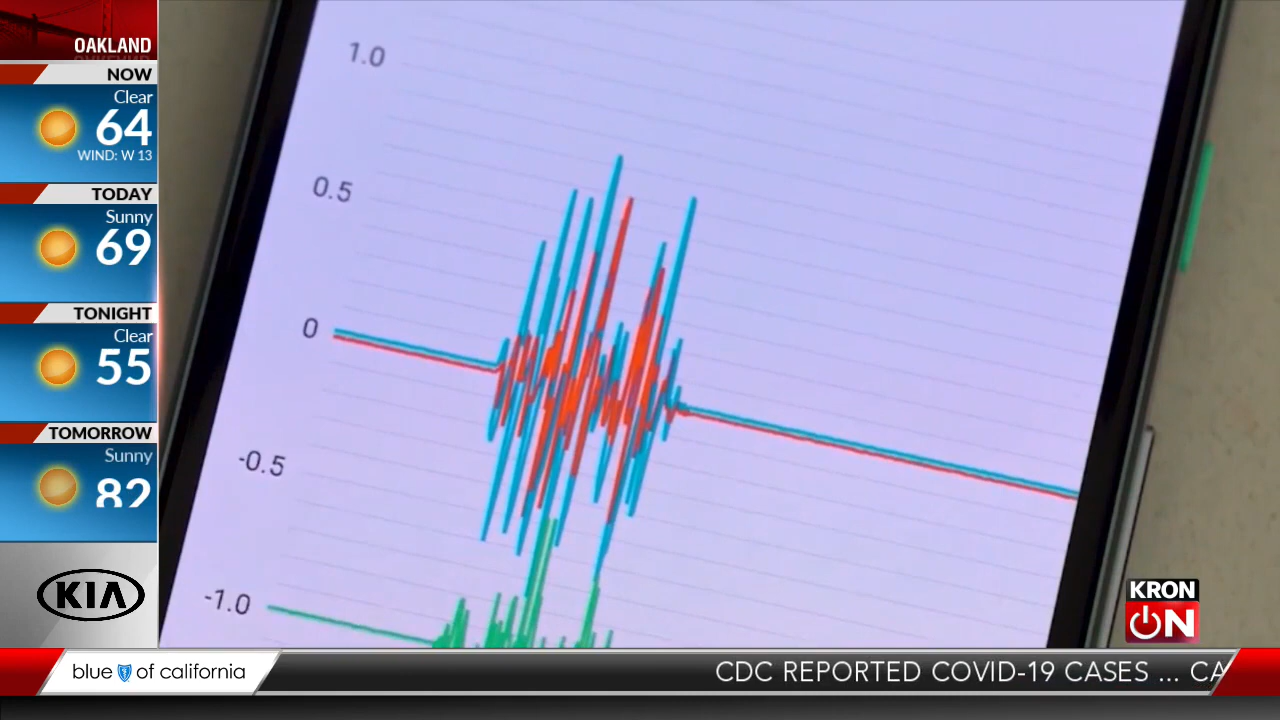 OAKLAND
NOW
Clear
64
WIND: W 13
TODAY
Sunny
69
TONIGHT
Clear
55
TOMORROW
Sunny
82
KIA
1.0
0.5
0
-0.5
-1.0
KRON
ON
blue of california
CDC REPORTED COVID-19 CASES ... CA